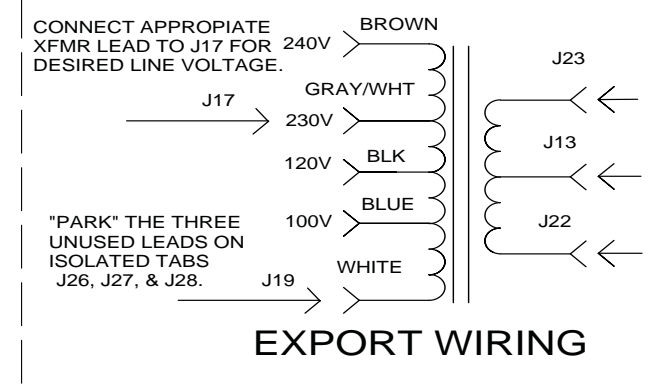 CONNECT APPROPIATE
XFMR LEAD TO J17 FOR
DESIRED LINE VOLTAGE.
240V
BROWN
J23
GRAY/WHT
J17
230V
J13
120V
BLK
BLUE
100V
J22
"PARK" THE THREE
UNUSED LEADS ON
ISOLATED TABS
J26, J27, & J28.
J19
WHITE
EXPORT WIRING